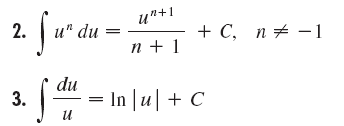 2. ∫ uⁿ du = uⁿ⁺¹ / n + 1 + C, n ≠ −1
3. ∫ du / u = ln |u| + C